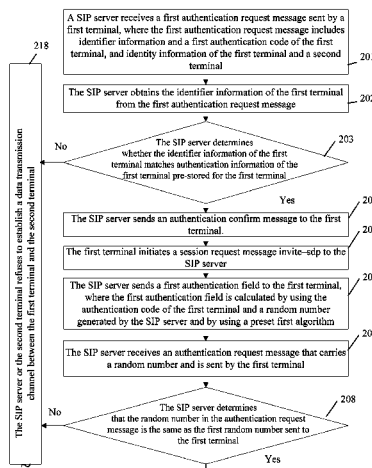 218
A SIP server receives a first authentication request message sent by a
first terminal, where the first authentication request message includes
identifier information and a first authentication code of the first
terminal, and identity information of the first terminal and a second
terminal
The SIP server obtnins the identifier information of the first terminal
from the first authentication request message
The SIP server determines
whether the identifier information of the first
terminal matches authentication information of the
first terminal pre-stored for the first terminal
203
No
Yes
The SIP server sends an authentication confirm message to the first
terminal.
The first terminal initiates a session request message invite–sdp to the
SIP server
The SIP server sends a first authentication field to the first terminal,
where the first authentication field is calculated by using the
authentication code of the first terminal and a random number
generated by the SIP server and by using a preset first algorithm
The SIP server receives an authentication request message that carries
a random number and is sent by the first terminal
The SIP server determines
that the random number in the authentication request
message is the same as the first random number sent to
the first terminal
208
No
Yes
The SIP server or the second terminal refuses to establish a data transmission
channel between the first terminal and the second terminal